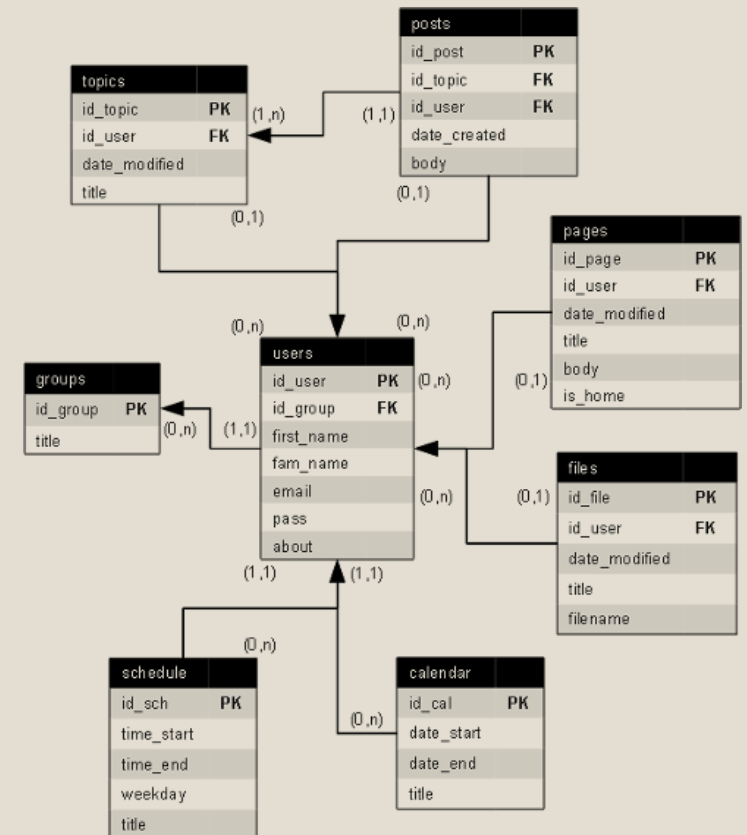 posts
id_post PK
id_topic FK
id_user FK
date_created
body
topics
id_topic PK
id_user FK
date_modified
title
(1,n)
(1,1)
(0,1)
(0,1)
pages
id_page PK
id_user FK
date_modified
title
body
is_home
(0,n)
(0,n)
users
id_user PK
id_group FK
first_name
fam_name
email
pass
about
(0,n)
(0,1)
groups
id_group PK
title
(0,n)
(1,1)
files
id_file PK
id_user FK
date_modified
title
filename
(0,n)
(0,1)
(1,1)
(1,1)
(0,n)
schedule
id_sch PK
time_start
time_end
weekday
title
(0,n)
calendar
id_cal PK
date_start
date_end
title